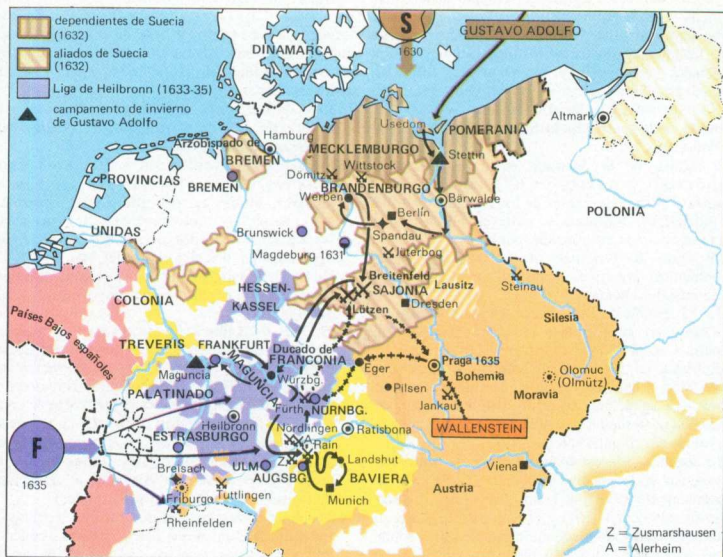 dependientes de Suecia
(1632)
aliados de Suecia
(1632)
Liga de Heilbronn (1633-35)
campamento de invierno
de Gustavo Adolfo
S
1630
GUSTAVO ADOLFO
DINAMARCA
Usedom
POMERANIA
Altmark
Hamburg
Arzobispado de
BREMEN
MECKLEMBURGO
Wittstock
Stettin
Dömitz
BRANDENBURGO
PROVINCIAS
BREMEN
Werben
Bärwalde
Berlín
POLONIA
UNIDAS
Brunswick
Spandau
Magdeburg 1631
Jüterbog
Breitenfeld
Lausitz
Steinau
COLONIA
HESSEN-
KASSEL
SAJONIA
Dresden
Lützen
Silesia
Países Bajos españoles
TREVERIS
FRANKFURT
Ducado de
FRANCONIA
MAGUNCIA
Maguncia
Würzbg.
Eger
Praga 1635
Bohemia
Olomuc
(Olmütz)
PALATINADO
Pilsen
Moravia
Fürth
NÜRNBG.
Jankau
Heilbronn
Nördlingen
Ratisbona
WALLENSTEIN
F
ESTRASBURGO
A
Rain
1635
Breisach
ULM
Z
Landshut
Viena
AUGSBG.
BAVIERA
Friburgo
Tuttlingen
Munich
Austria
Rheinfelden
Z = Zusmarshausen
A = Alerheim